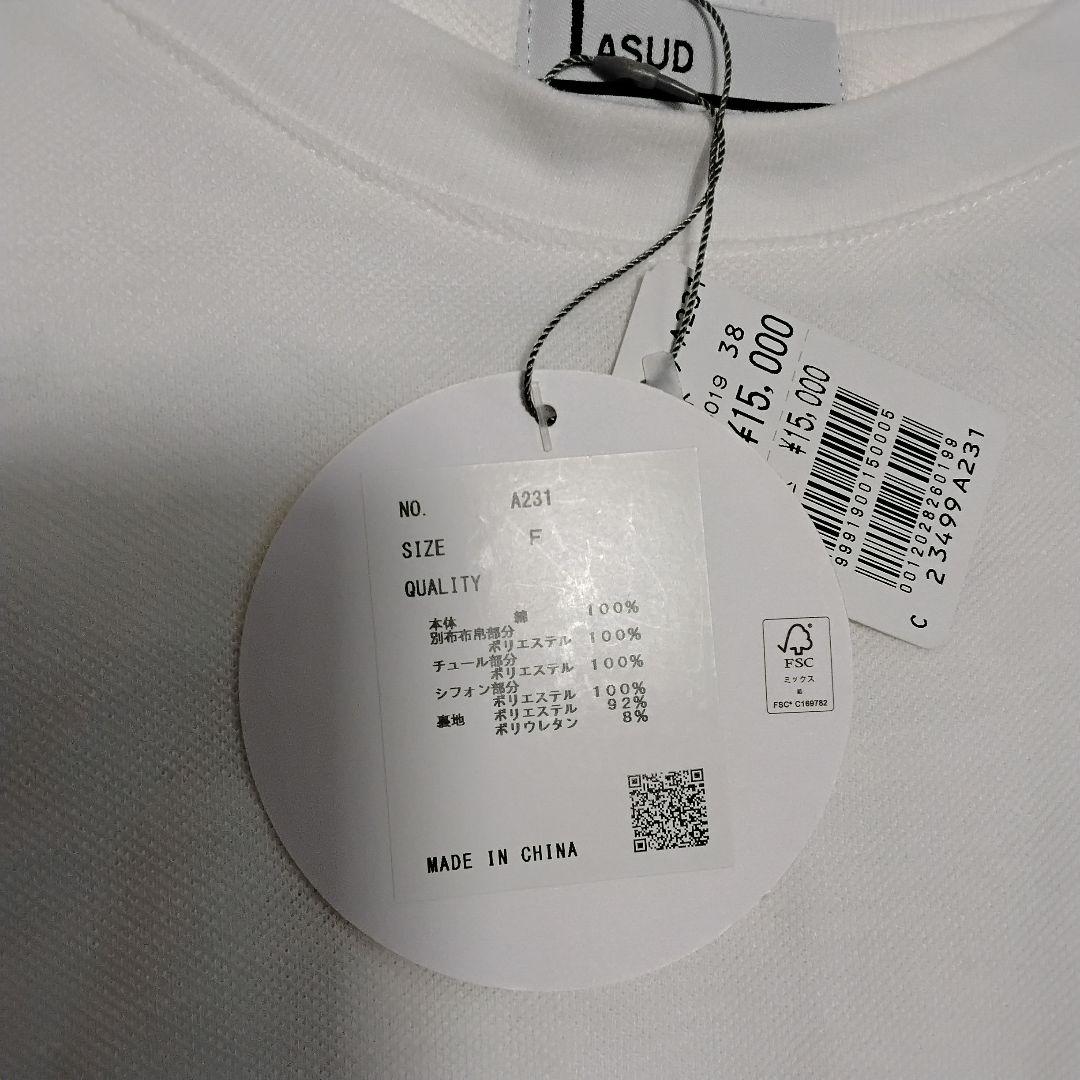 ASUD
A231
019 38
¥15,000
¥15,000
9991900150005
0012028260199
23499A231
C
NO. A231
SIZE F
QUALITY
本体 綿 100%
別布布帛部分
ポリエステル 100%
チュール部分
ポリエステル 100%
シフォン部分
ポリエステル 100%
裏地 ポリエステル 92%
ポリウレタン 8%
MADE IN CHINA
FSC
ミックス
紙
FSC® C169782